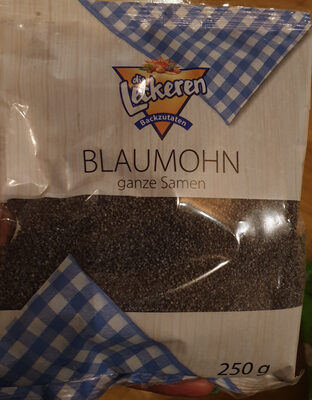 die
Leckeren
Backzutaten
BLAUMOHN
ganze Samen
250 g